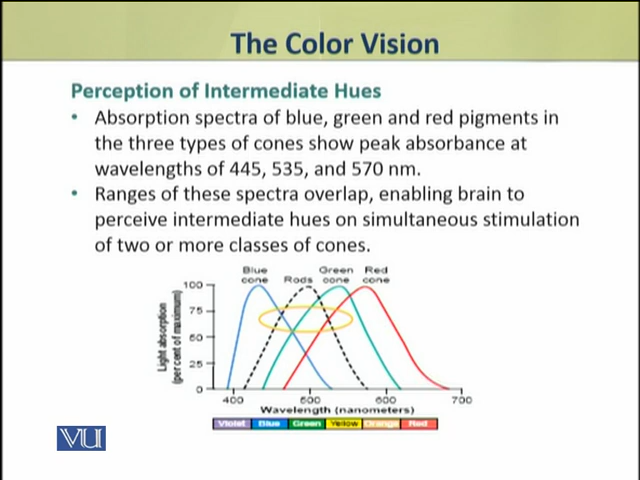 The Color Vision
Perception of Intermediate Hues
• Absorption spectra of blue, green and red pigments in
the three types of cones show peak absorbance at
wavelengths of 445, 535, and 570 nm.
• Ranges of these spectra overlap, enabling brain to
perceive intermediate hues on simultaneous stimulation
of two or more classes of cones.
Blue cone Rods Green cone Red cone
Light absorption
(per cent of maximum)
100
75
50
25
0
400 500 600 700
Wavelength (nanometers)
Violet Blue Green Yellow Orange Red
VU